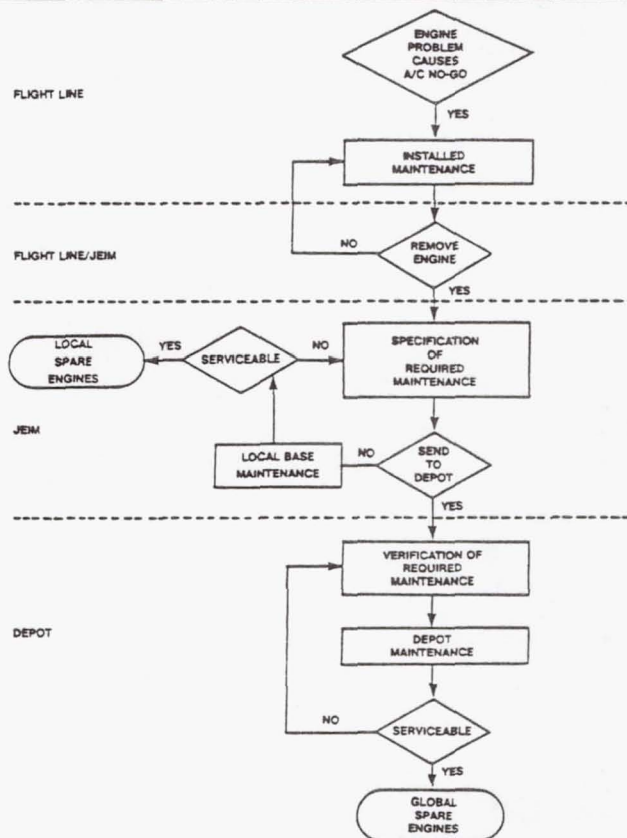 ENGINE
PROBLEM
CAUSES
A/C NO-GO
FLIGHT LINE
YES
INSTALLED
MAINTENANCE
NO
REMOVE
ENGINE
FLIGHT LINE/JEIM
YES
LOCAL
SPARE
ENGINES
YES
SERVICEABLE
NO
SPECIFICATION
OF
REQUIRED
MAINTENANCE
JEIM
LOCAL BASE
MAINTENANCE
NO
SEND
TO
DEPOT
YES
VERIFICATION OF
REQUIRED
MAINTENANCE
DEPOT
DEPOT
MAINTENANCE
NO
SERVICEABLE
YES
GLOBAL
SPARE
ENGINES